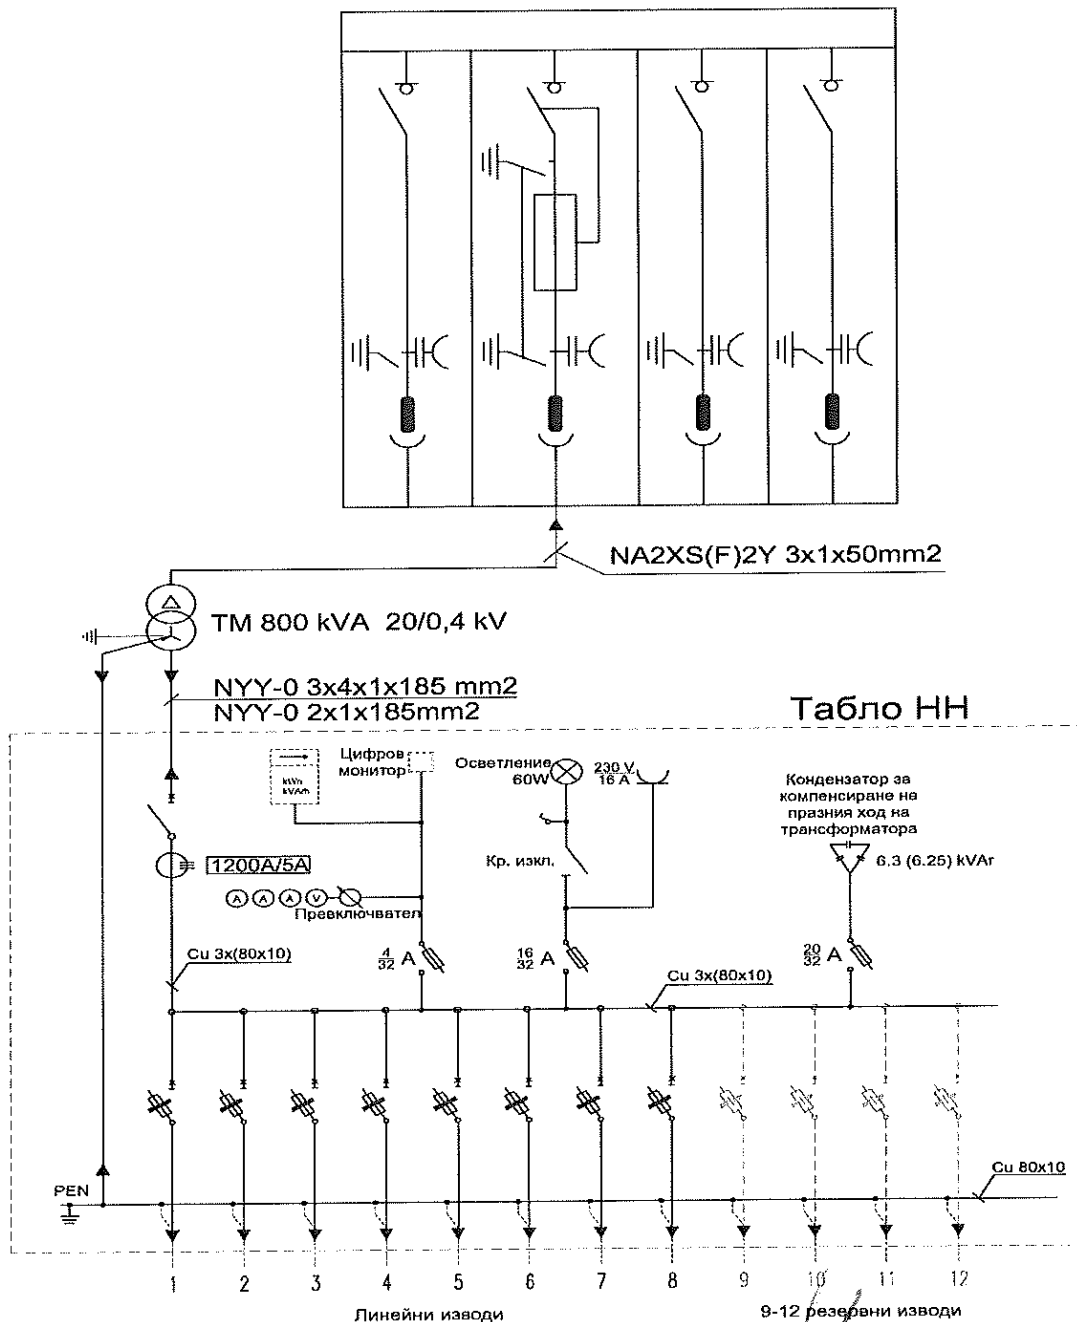 NA2XS(F)2Y 3x1x50mm2
TM 800 kVA 20/0,4 kV
NYY-0 3x4x1x185 mm2
NYY-0 2x1x185mm2
Табло НН
kWh
kVArh
Цифров
монитор
Осветление
60W
230 V
16 A
Кондензатор за
компенсиране на
празния ход на
трансформатора
6.3 (6.25) kVAr
Кр. изкл.
1200A/5A
A A A V
Превключвател
Cu 3x(80x10)
4
32 A
16
32 A
20
32 A
Cu 3x(80x10)
Cu 80x10
PEN
1 2 3 4 5 6 7 8 9 10 11 12
Линейни изводи
9-12 резервни изводи